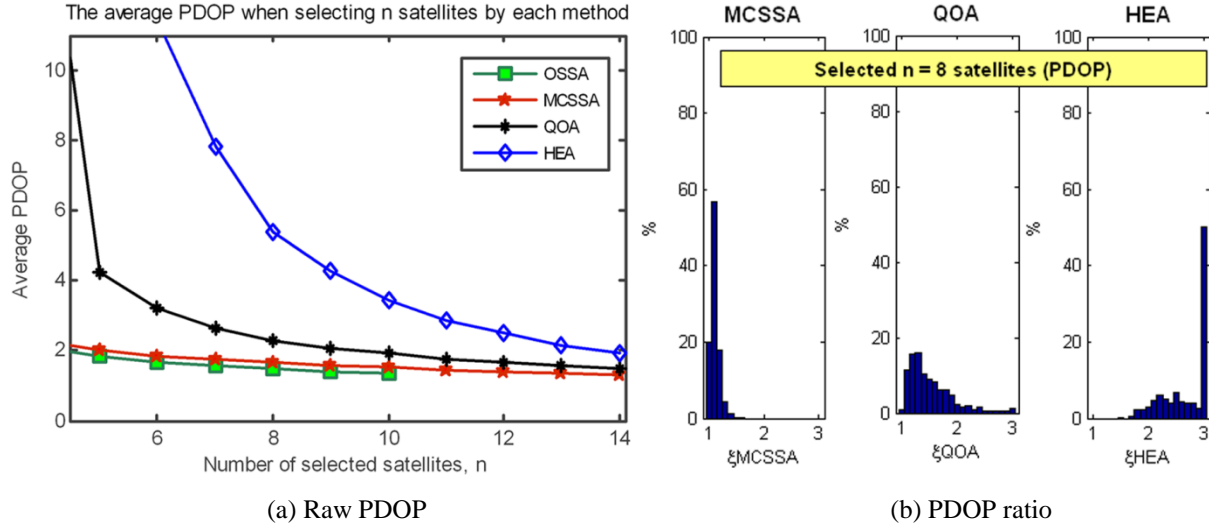 The average PDOP when selecting n satellites by each method
Average PDOP
10
8
6
4
2
0
OSSA
MCSSA
QOA
HEA
6
8
10
12
14
Number of selected satellites, n
(a) Raw PDOP
MCSSA
QOA
HEA
Selected n = 8 satellites (PDOP)
%
100
80
60
40
20
0
1
2
3
ξMCSSA
%
100
80
60
40
20
0
1
2
3
ξQOA
%
100
80
60
40
20
0
1
2
3
ξHEA
(b) PDOP ratio